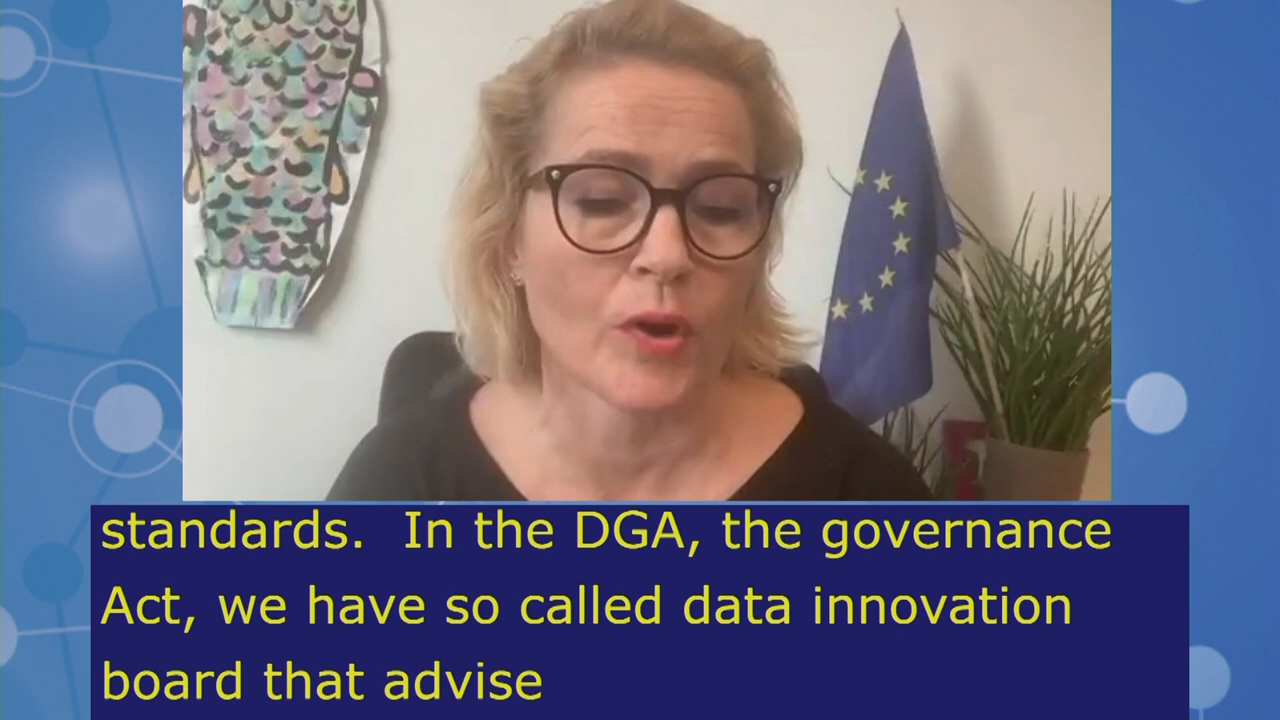 standards.  In the DGA, the governance
Act, we have so called data innovation
board that advise